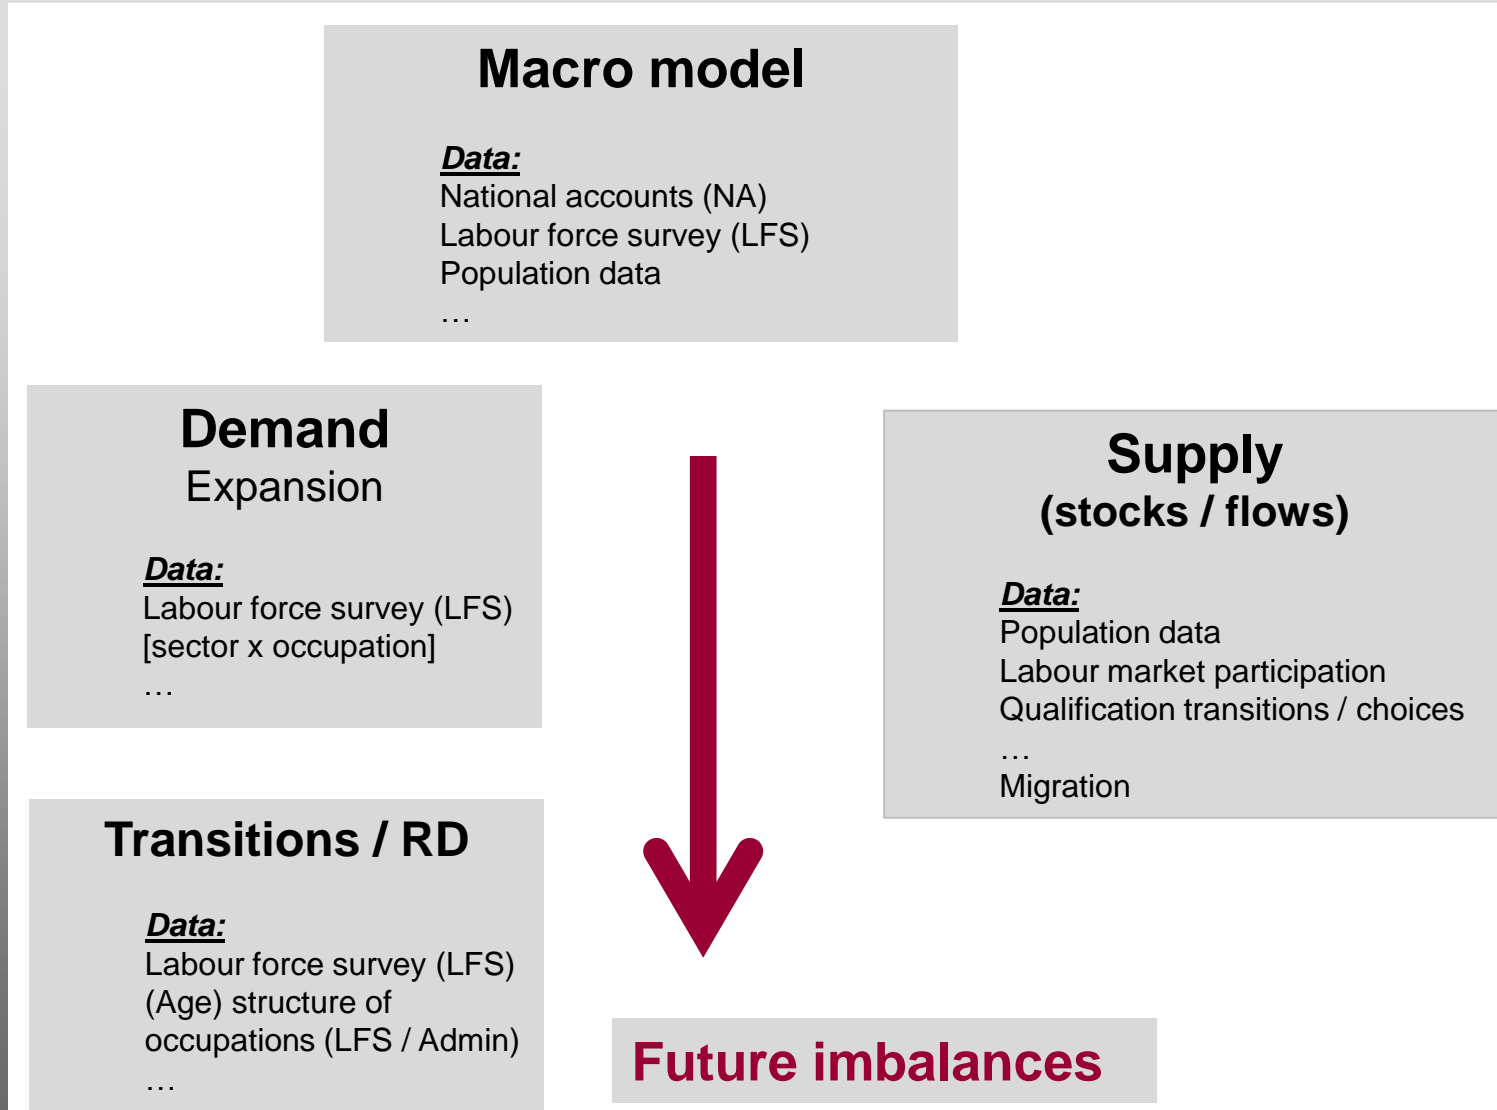 Macro model
Data:
National accounts (NA)
Labour force survey (LFS)
Population data
…
Demand
Expansion
Data:
Labour force survey (LFS)
[sector x occupation]
…
Supply
(stocks / flows)
Data:
Population data
Labour market participation
Qualification transitions / choices
…
Migration
Transitions / RD
Data:
Labour force survey (LFS)
(Age) structure of
occupations (LFS / Admin)
…
Future imbalances